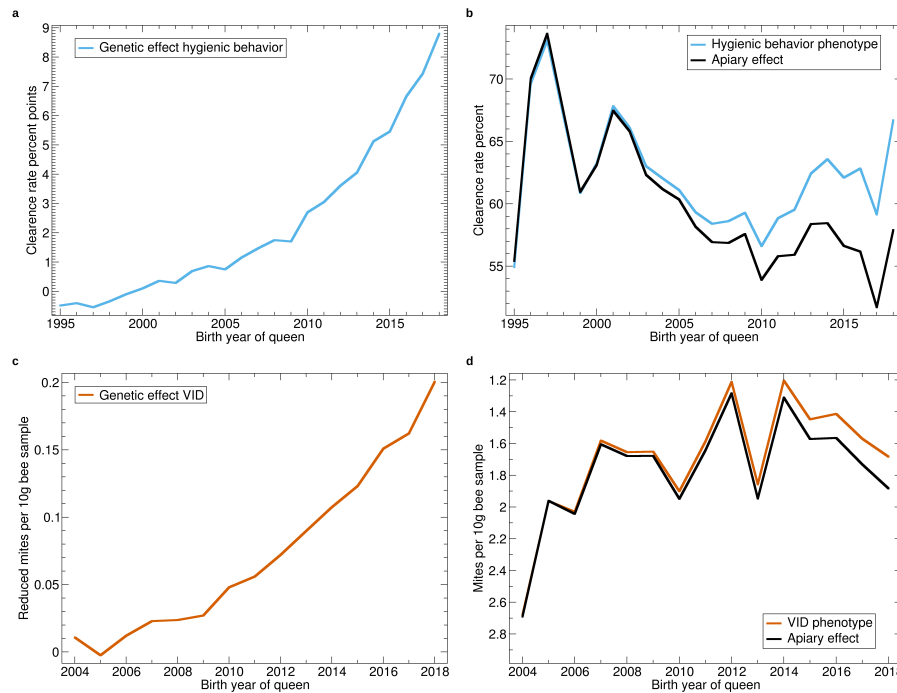 a
Clearence rate percent points
9
8
7
6
5
4
3
2
1
0
Genetic effect hygienic behavior
1995 2000 2005 2010 2015
Birth year of queen
b
Clearence rate percent
70
65
60
55
Hygienic behavior phenotype
Apiary effect
1995 2000 2005 2010 2015
Birth year of queen
c
Reduced mites per 10g bee sample
0.2
0.15
0.1
0.05
0
Genetic effect VID
2004 2006 2008 2010 2012 2014 2016 2018
Birth year of queen
d
Mites per 10g bee sample
1.2
1.4
1.6
1.8
2
2.2
2.4
2.6
2.8
VID phenotype
Apiary effect
2004 2006 2008 2010 2012 2014 2016 201
Birth year of queen